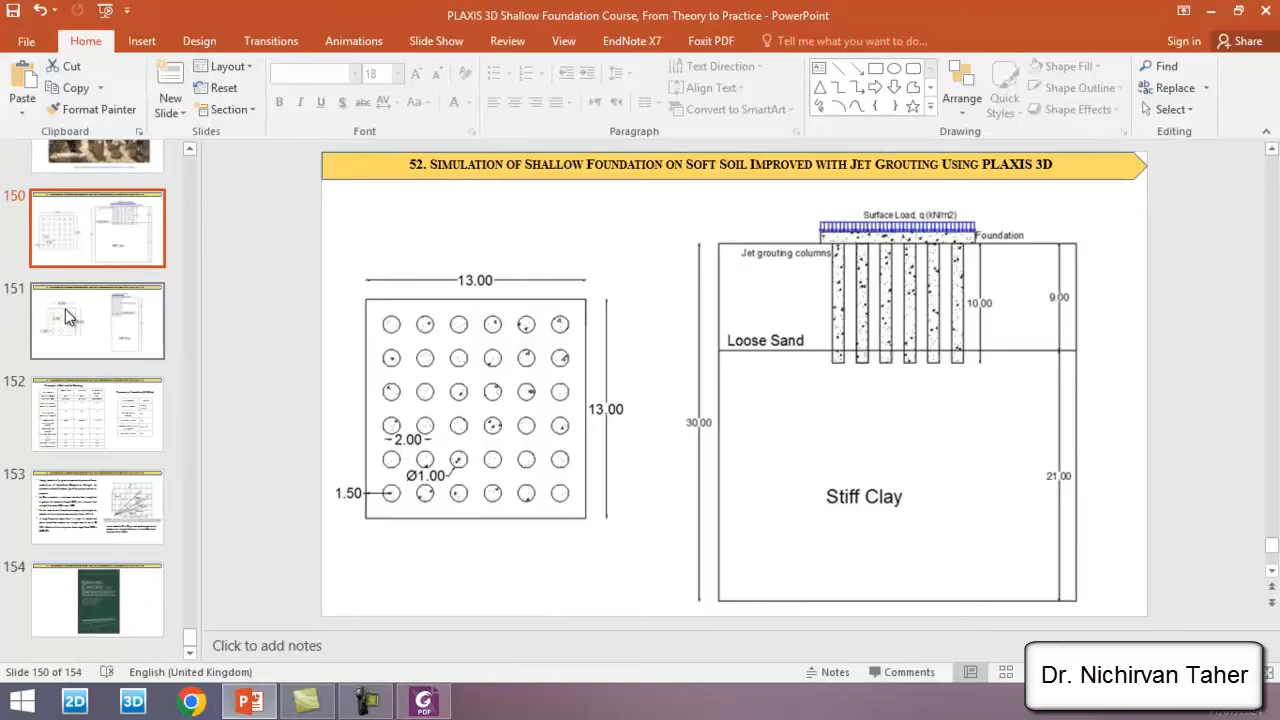 PLAXiS 3D Shallow Foundation Course, From Theory to Practice - PowerPoint
File Home Insert Design Transitions Animations Slide Show Review View EndNote X7 Foxit PDF Tell me what you want to do... Sign in Share
Paste
Cut
Copy
Format Painter
Clipboard
New Slide
Layout
Reset
Section
Slides
18
B I U S abc AV Aa A
Font
Text Direction
Align Text
Convert to SmartArt
Paragraph
Arrange
Quick Styles
Shape Fill
Shape Outline
Shape Effects
Drawing
Find
Replace
Select
Editing
150
151
152
153
154
52. SIMULATION OF SHALLOW FOUNDATION ON SOFT SOIL IMPROVED WITH JET GROUTING USING PLAXIS 3D
13.00
13.00
2.00
Ø1.00
1.50
Surface Load, q (kN/m2)
Foundation
Jet grouting columns
10.00
9.00
Loose Sand
30.00
21.00
Stiff Clay
Click to add notes
Slide 150 of 154 English (United Kingdom) Notes Comments
2D 3D PDF
Dr. Nichirvan Taher